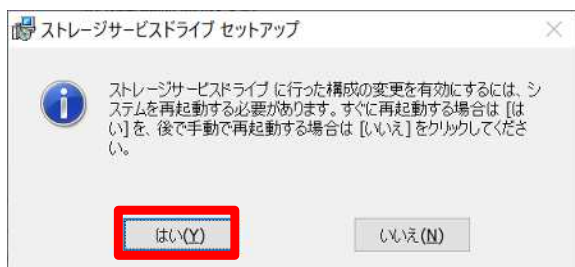 ストレージサービスドライブ セットアップ
ストレージサービスドライブ に行った構成の変更を有効にするには、シ
ステムを再起動する必要があります。すぐに再起動する場合は [は
い] を、後で手動で再起動する場合は [いいえ] をクリックしてくださ
い。
はい(Y)
いいえ(N)